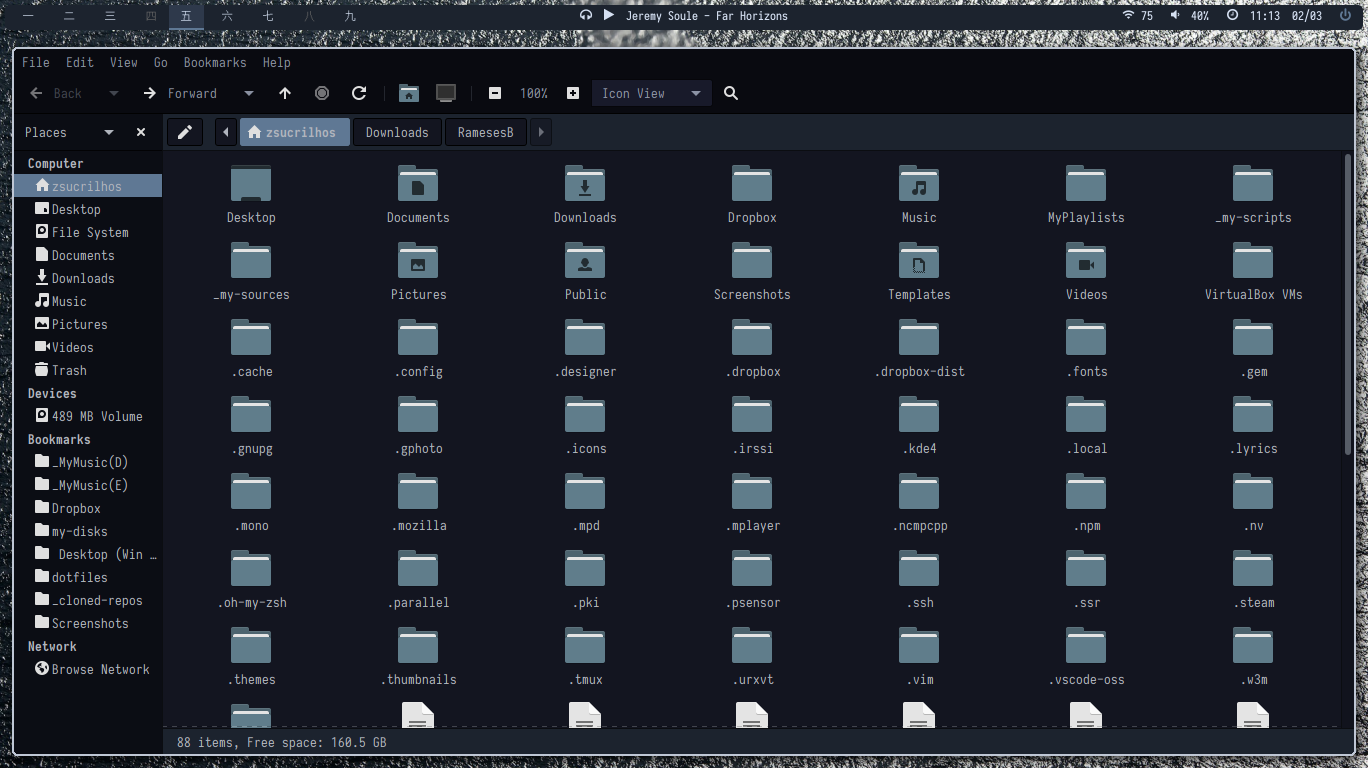 一 二 三 四 五 六 七 八 九 Jeremy Soule - Far Horizons 75 40% 11:13 02/03
File Edit View Go Bookmarks Help
Back Forward 100% Icon View
Places zsucrilhos Downloads RamesesB
Computer
zsucrilhos
Desktop
File System
Documents
Downloads
Music
Pictures
Videos
Trash
Devices
489 MB Volume
Bookmarks
_MyMusic(D)
_MyMusic(E)
Dropbox
my-disks
Desktop (Win …
dotfiles
_cloned-repos
Screenshots
Network
Browse Network
Desktop Documents Downloads Dropbox Music MyPlaylists _my-scripts
_my-sources Pictures Public Screenshots Templates Videos VirtualBox VMs
.cache .config .designer .dropbox .dropbox-dist .fonts .gem
.gnupg .gphoto .icons .irssi .kde4 .local .lyrics
.mono .mozilla .mpd .mplayer .ncmpcpp .npm .nv
.oh-my-zsh .parallel .pki .psensor .ssh .ssr .steam
.themes .thumbnails .tmux .urxvt .vim .vscode-oss .w3m
88 items, Free space: 160.5 GB